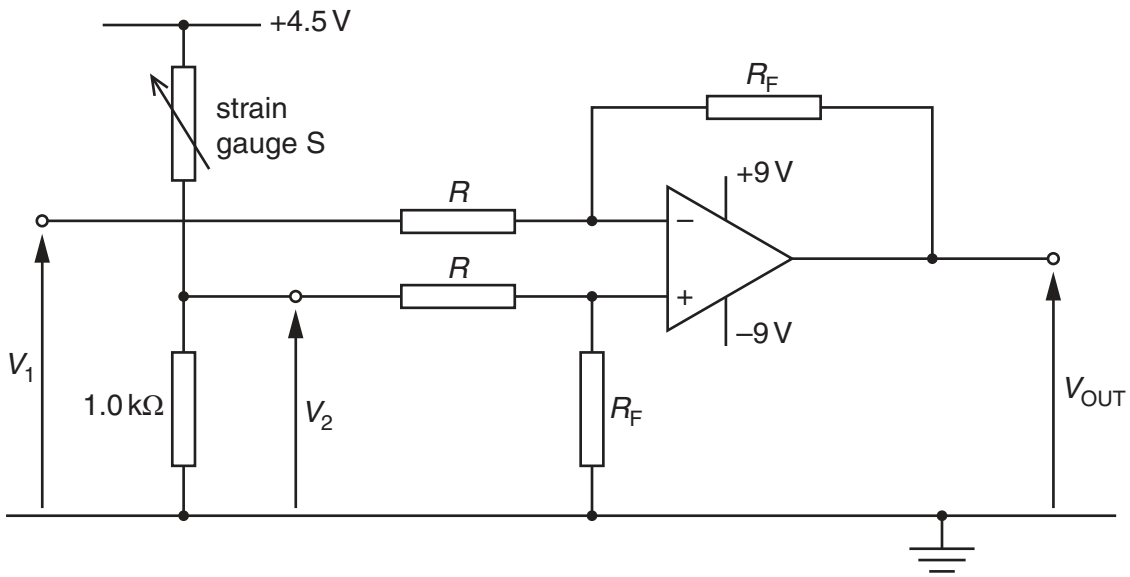 +4.5 V
R_F
strain
gauge S
+9 V
R
−
R
+
−9 V
V_1
1.0 kΩ
V_2
R_F
V_OUT